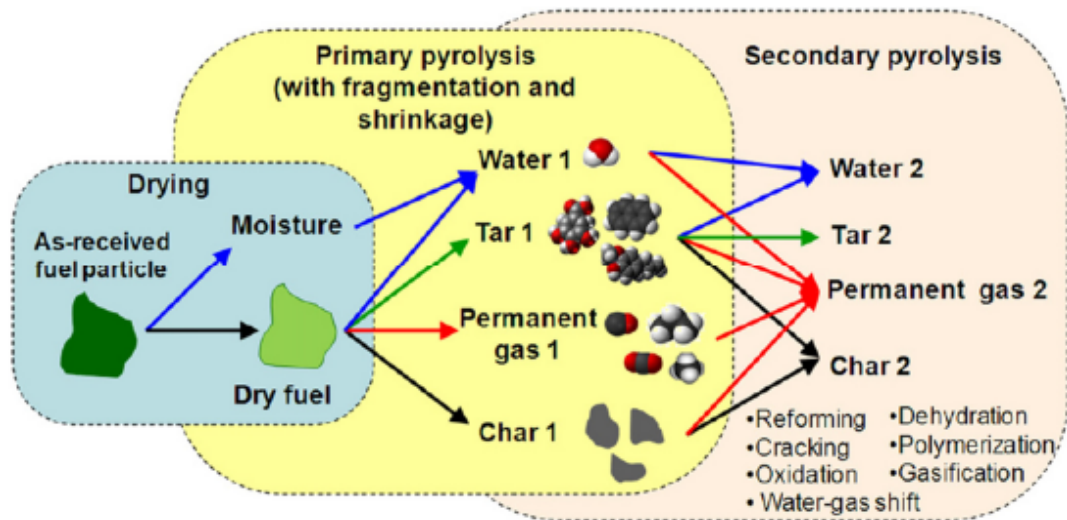 Primary pyrolysis
(with fragmentation and
shrinkage)
Secondary pyrolysis
Drying
As-received
fuel particle
Moisture
Dry fuel
Water 1
Tar 1
Permanent
gas 1
Char 1
Water 2
Tar 2
Permanent gas 2
Char 2
•Reforming
•Cracking
•Oxidation
• Water-gas shift
•Dehydration
•Polymerization
•Gasification